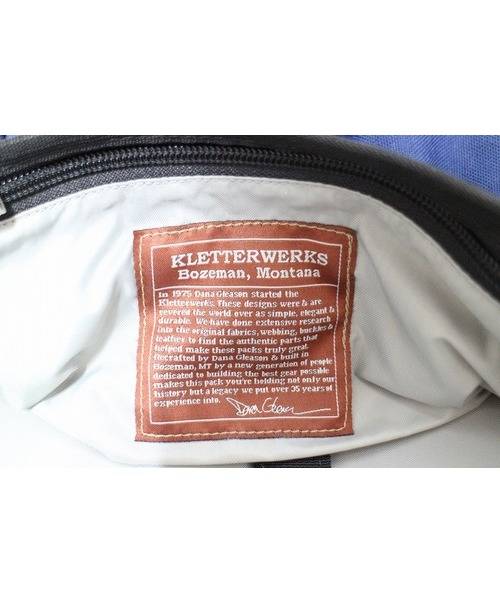 KLETTERWERKS
Bozeman, Montana
In 1975 Dana Gleason started the
Kletterwerks. These designs were & are
revered the world over as simple, elegant &
durable. We have done extensive research
into the original fabrics, webbing, buckles &
leather to find the authentic parts that
helped make these packs truly great.
Recrafted by Dana Gleason & built in
Bozeman, MT by a new generation of people
dedicated to building the best gear possible
makes this pack you're holding not only our
history but a legacy we put over 35 years of
experience into.
Dana Gleason